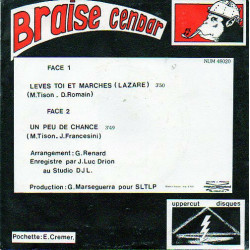 Braise cendar
NUM 48020
FACE 1
LEVES TOI ET MARCHES (LAZARE) 3'50
(M.Tison . D.Romain)
FACE 2
UN PEU DE CHANCE 3'49
(M.Tison . J.Francesini)
Arrangement : G.Renard
Enregistre par J.Luc Drion
au Studio D J L.
Production : G.Marseguerra pour SLTLP
Pochette : E. Cremer.
uppercut disques